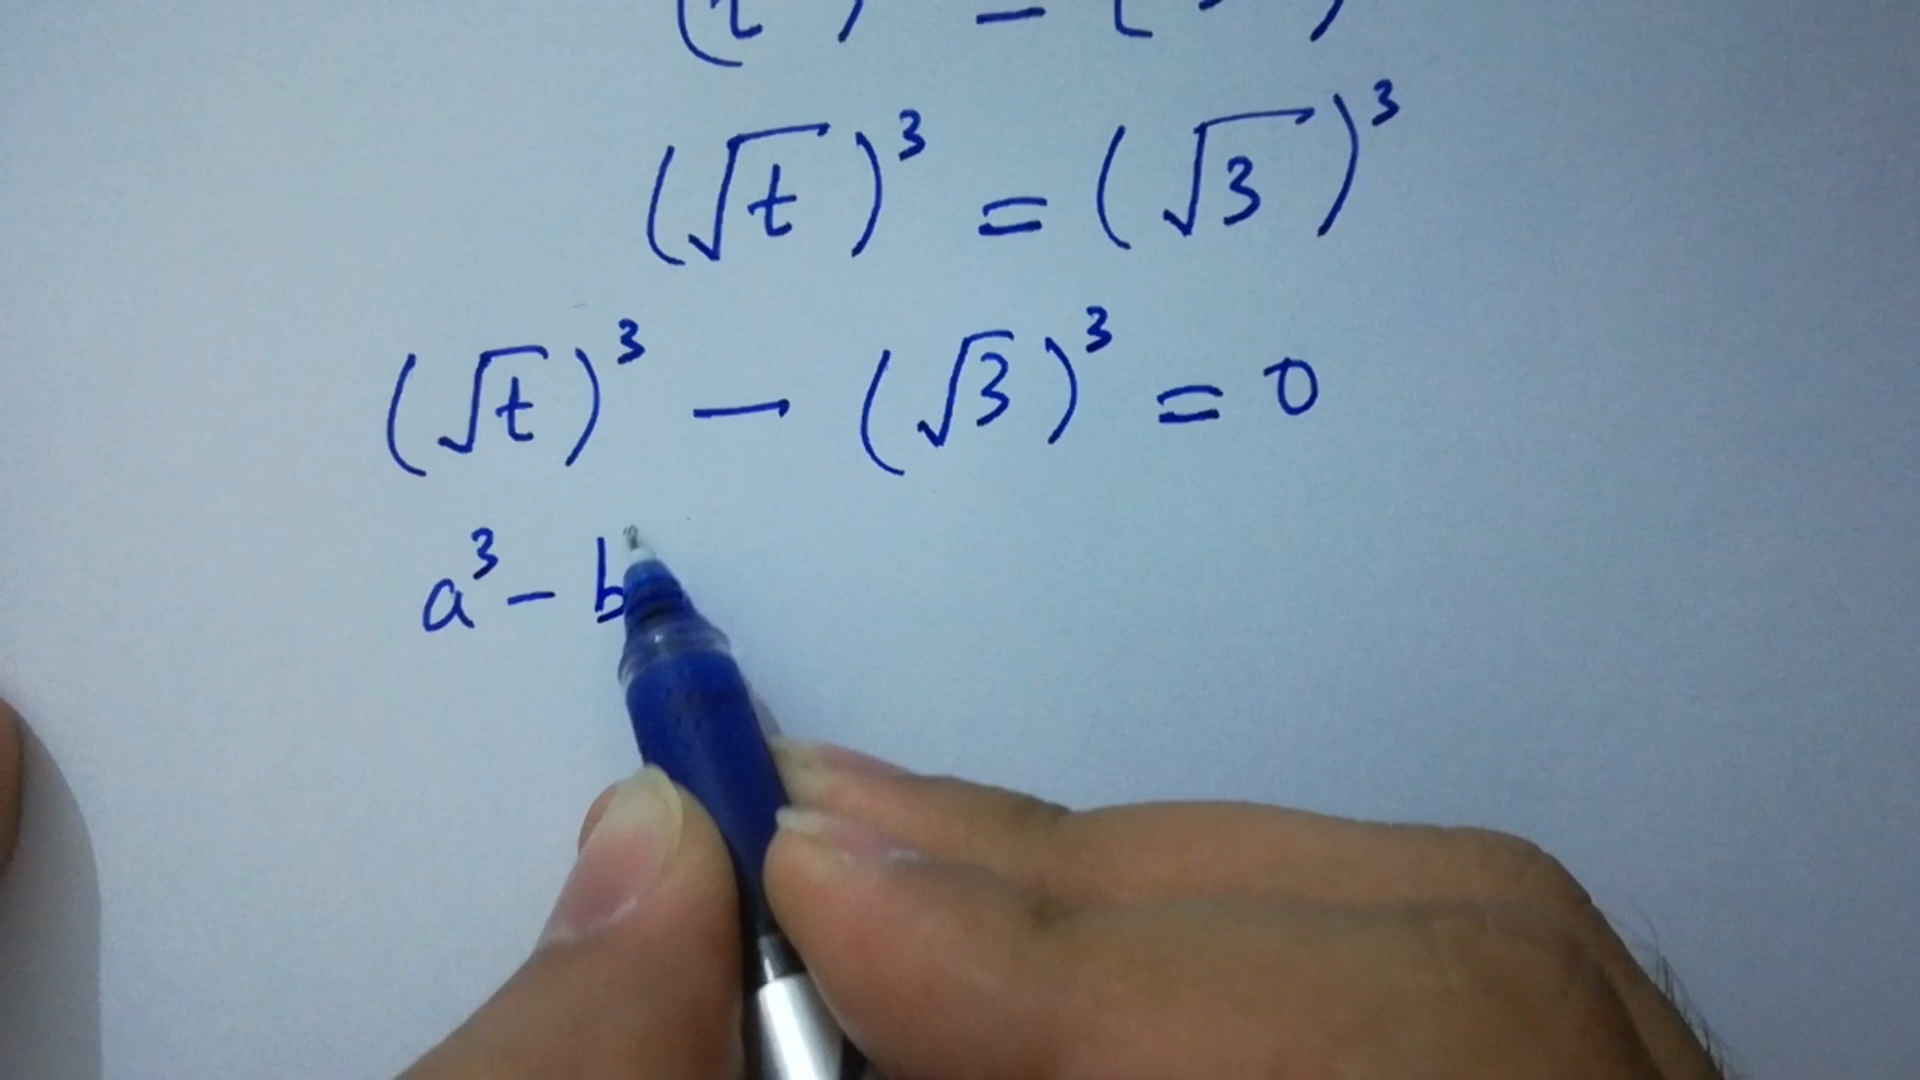 (√t)³ = (√3)³
(√t)³ − (√3)³ = 0
a³ − b